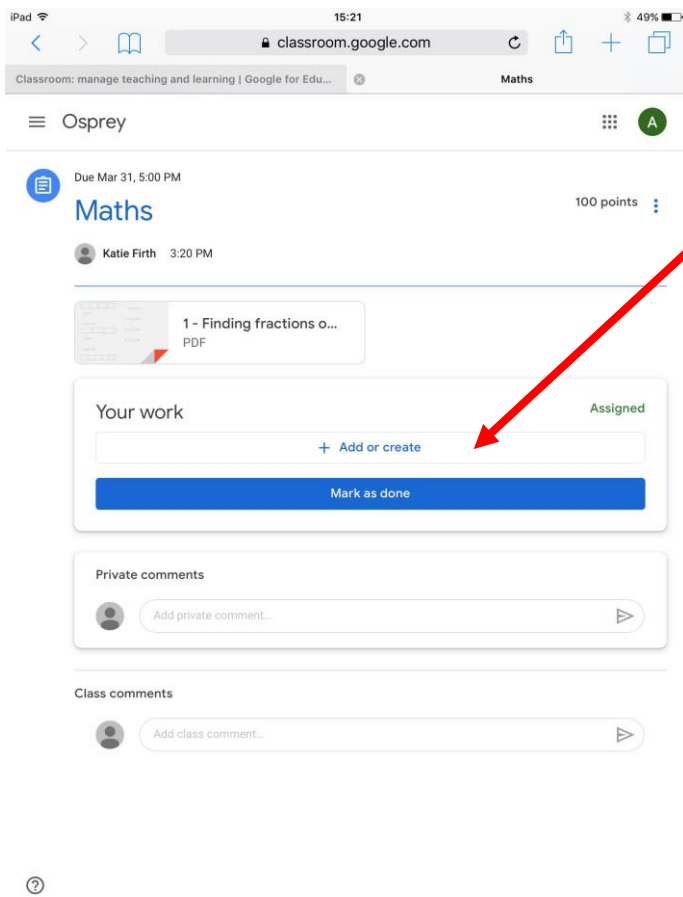 iPad 15:21 49%
classroom.google.com
Classroom: manage teaching and learning | Google for Edu... Maths
Osprey A
Due Mar 31, 5:00 PM
Maths 100 points
Katie Firth 3:20 PM
1 - Finding fractions o...
PDF
Your work Assigned
+ Add or create
Mark as done
Private comments
Add private comment...
Class comments
Add class comment...